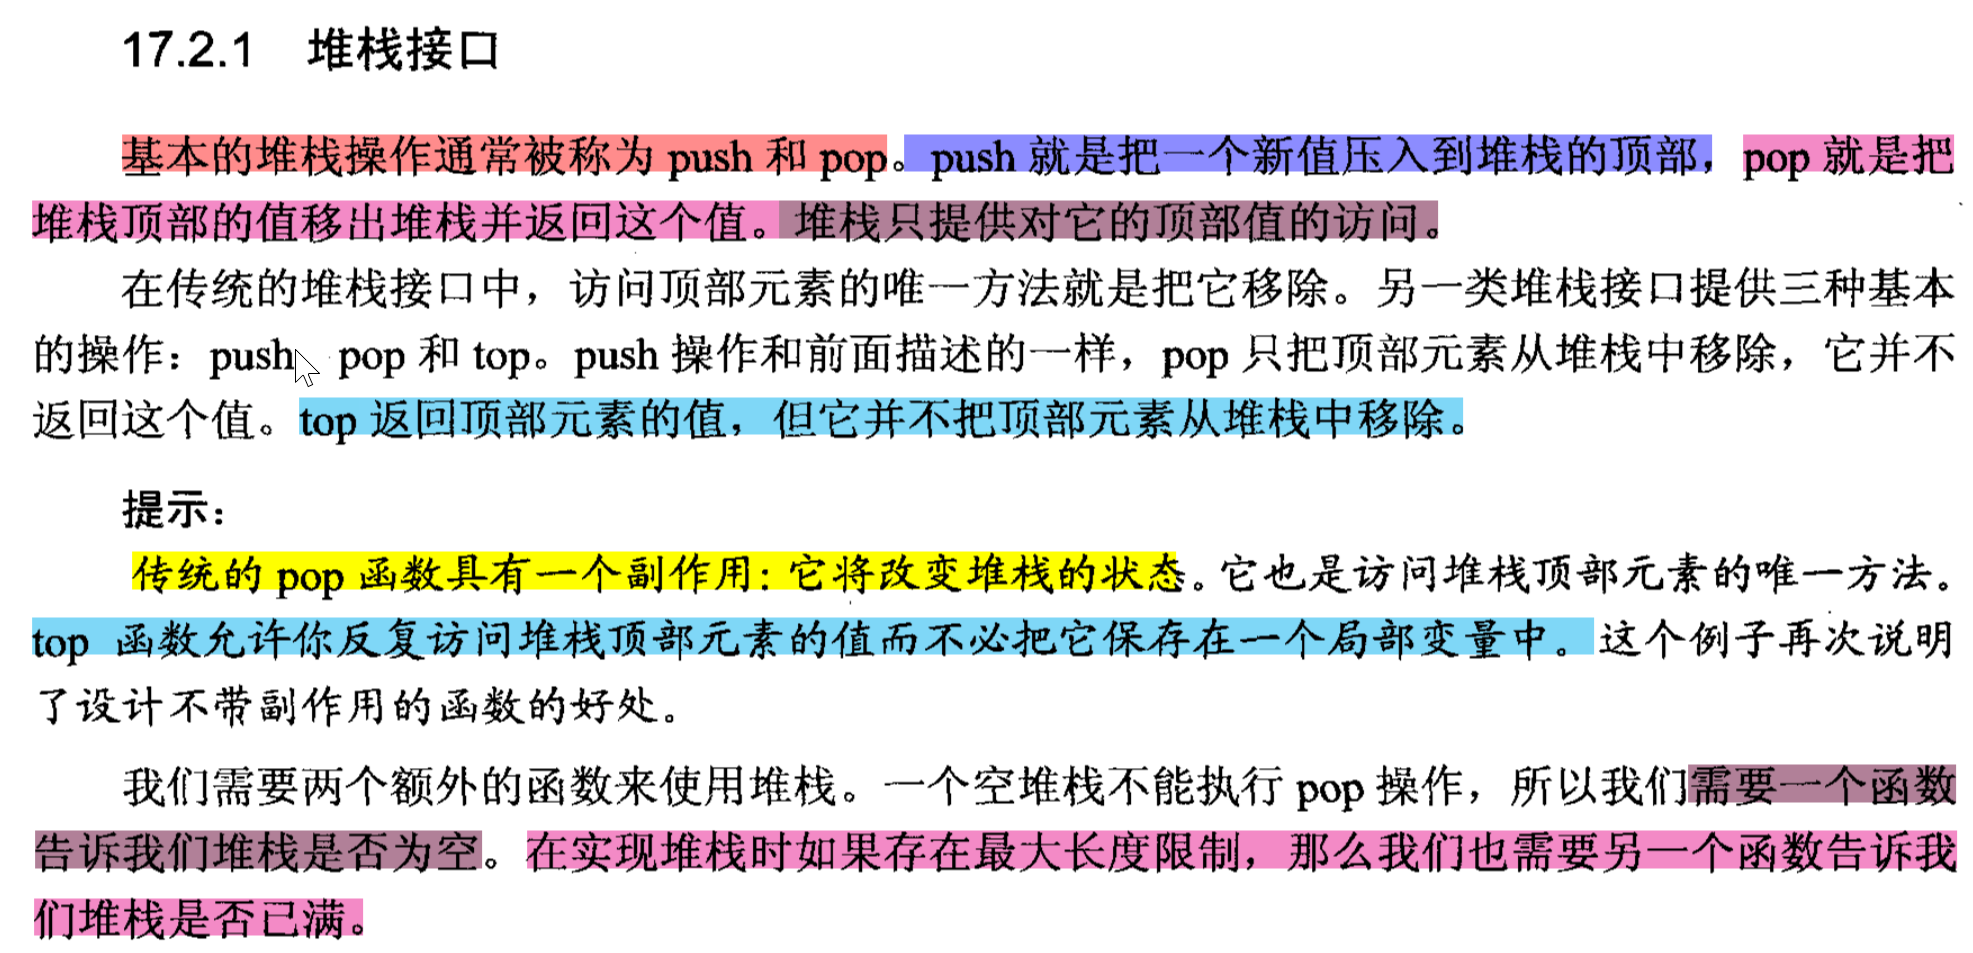 17.2.1 堆栈接口
基本的堆栈操作通常被称为 push 和 pop。push 就是把一个新值压入到堆栈的顶部，pop 就是把
堆栈顶部的值移出堆栈并返回这个值。堆栈只提供对它的顶部值的访问。
在传统的堆栈接口中，访问顶部元素的唯一方法就是把它移除。另一类堆栈接口提供三种基本
的操作：push、pop 和 top。push 操作和前面描述的一样，pop 只把顶部元素从堆栈中移除，它并不
返回这个值。top 返回顶部元素的值，但它并不把顶部元素从堆栈中移除。
提示：
传统的 pop 函数具有一个副作用：它将改变堆栈的状态。它也是访问堆栈顶部元素的唯一方法。
top 函数允许你反复访问堆栈顶部元素的值而不必把它保存在一个局部变量中。这个例子再次说明
了设计不带副作用的函数的好处。
我们需要两个额外的函数来使用堆栈。一个空堆栈不能执行 pop 操作，所以我们需要一个函数
告诉我们堆栈是否为空。在实现堆栈时如果存在最大长度限制，那么我们也需要另一个函数告诉我
们堆栈是否已满。